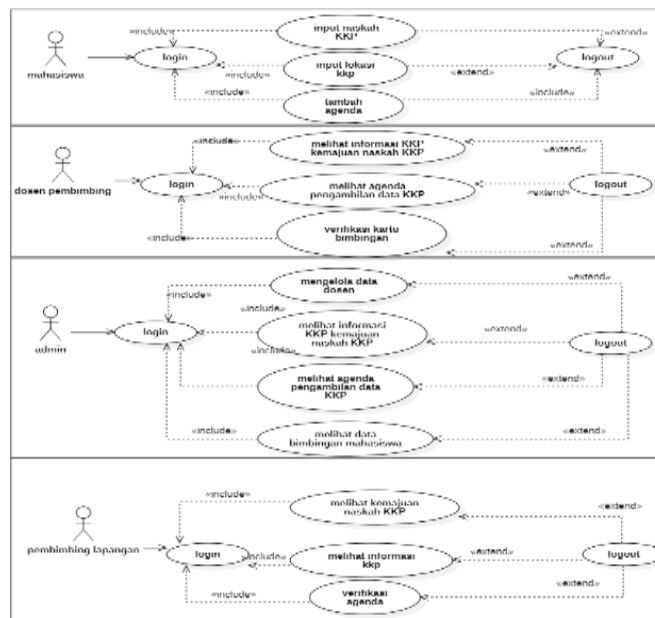 input naskah
KKP
«include»
«extend»
mahasiswa
login
input lokasi
kkp
logout
«include»
«extend»
«include»
tambah
agenda
«include»
«include»
melihat informasi KKP
kemajuan naskah KKP
«extend»
dosen pembimbing
login
melihat agenda
pengambilan data KKP
logout
«include»
«extend»
verifikasi kartu
bimbingan
«include»
«extend»
mengelola data
dosen
«extend»
«include»
«include»
admin
login
melihat informasi
KKP kemajuan
naskah KKP
«extend»
logout
«include»
melihat agenda
pengambilan data
KKP
«extend»
«include»
melihat data
bimbingan mahasiswa
«extend»
«include»
melihat kemajuan
naskah KKP
«extend»
pembimbing lapangan
login
«include»
melihat informasi
kkp
«extend»
logout
verifikasi
agenda
«include»
«extend»